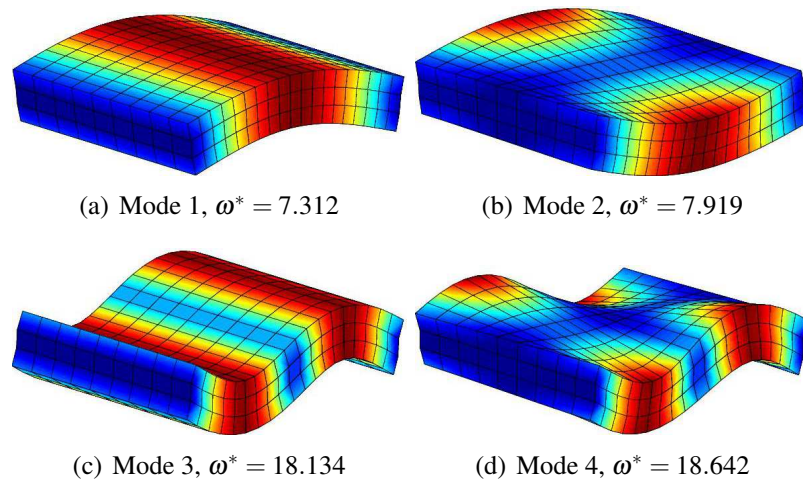 (a) Mode 1, ω* = 7.312
(b) Mode 2, ω* = 7.919
(c) Mode 3, ω* = 18.134
(d) Mode 4, ω* = 18.642